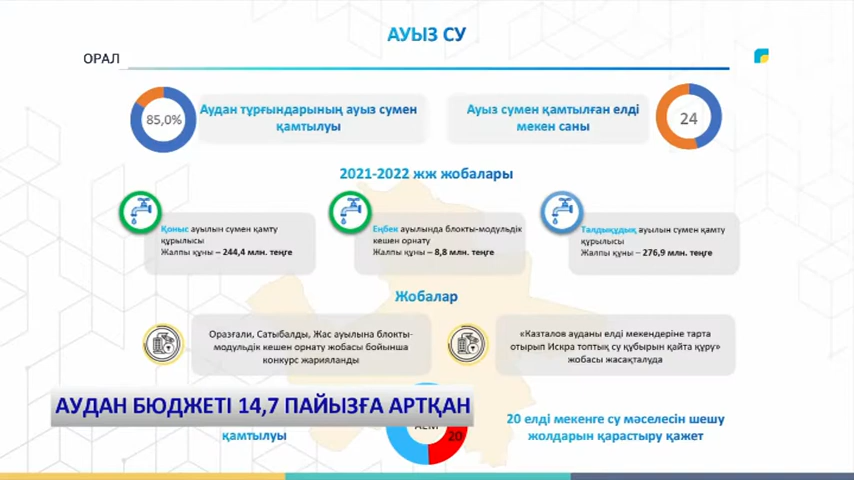 АУЫЗ СУ
ОРАЛ
85,0%
Аудан тұрғындарының ауыз сумен
қамтылуы
Ауыз сумен қамтылған елді
мекен саны
24
2021-2022 жж жобалары
Қоныс ауылын сумен қамту
құрылысы
Жалпы құны – 244,4 млн. теңге
Еңбек ауылында блокты-модульдік
кешен орнату
Жалпы құны – 8,8 млн. теңге
Талдықұдық ауылын сумен қамту
құрылысы
Жалпы құны – 276,9 млн. теңге
Жобалар
Оразғали, Сатыбалды, Жас ауылына блокты-
модульдік кешен орнату жобасы бойынша
конкурс жарияланды
«Казталов ауданы елді мекендеріне тарта
отырып Искра топтық су құбырын қайта құру»
жобасы жасақталуда
АУДАН БЮДЖЕТІ 14,7 ПАЙЫЗҒА АРТҚАН
қамтылуы
20
20 елді мекенге су мәселесін шешу
жолдарын қарастыру қажет